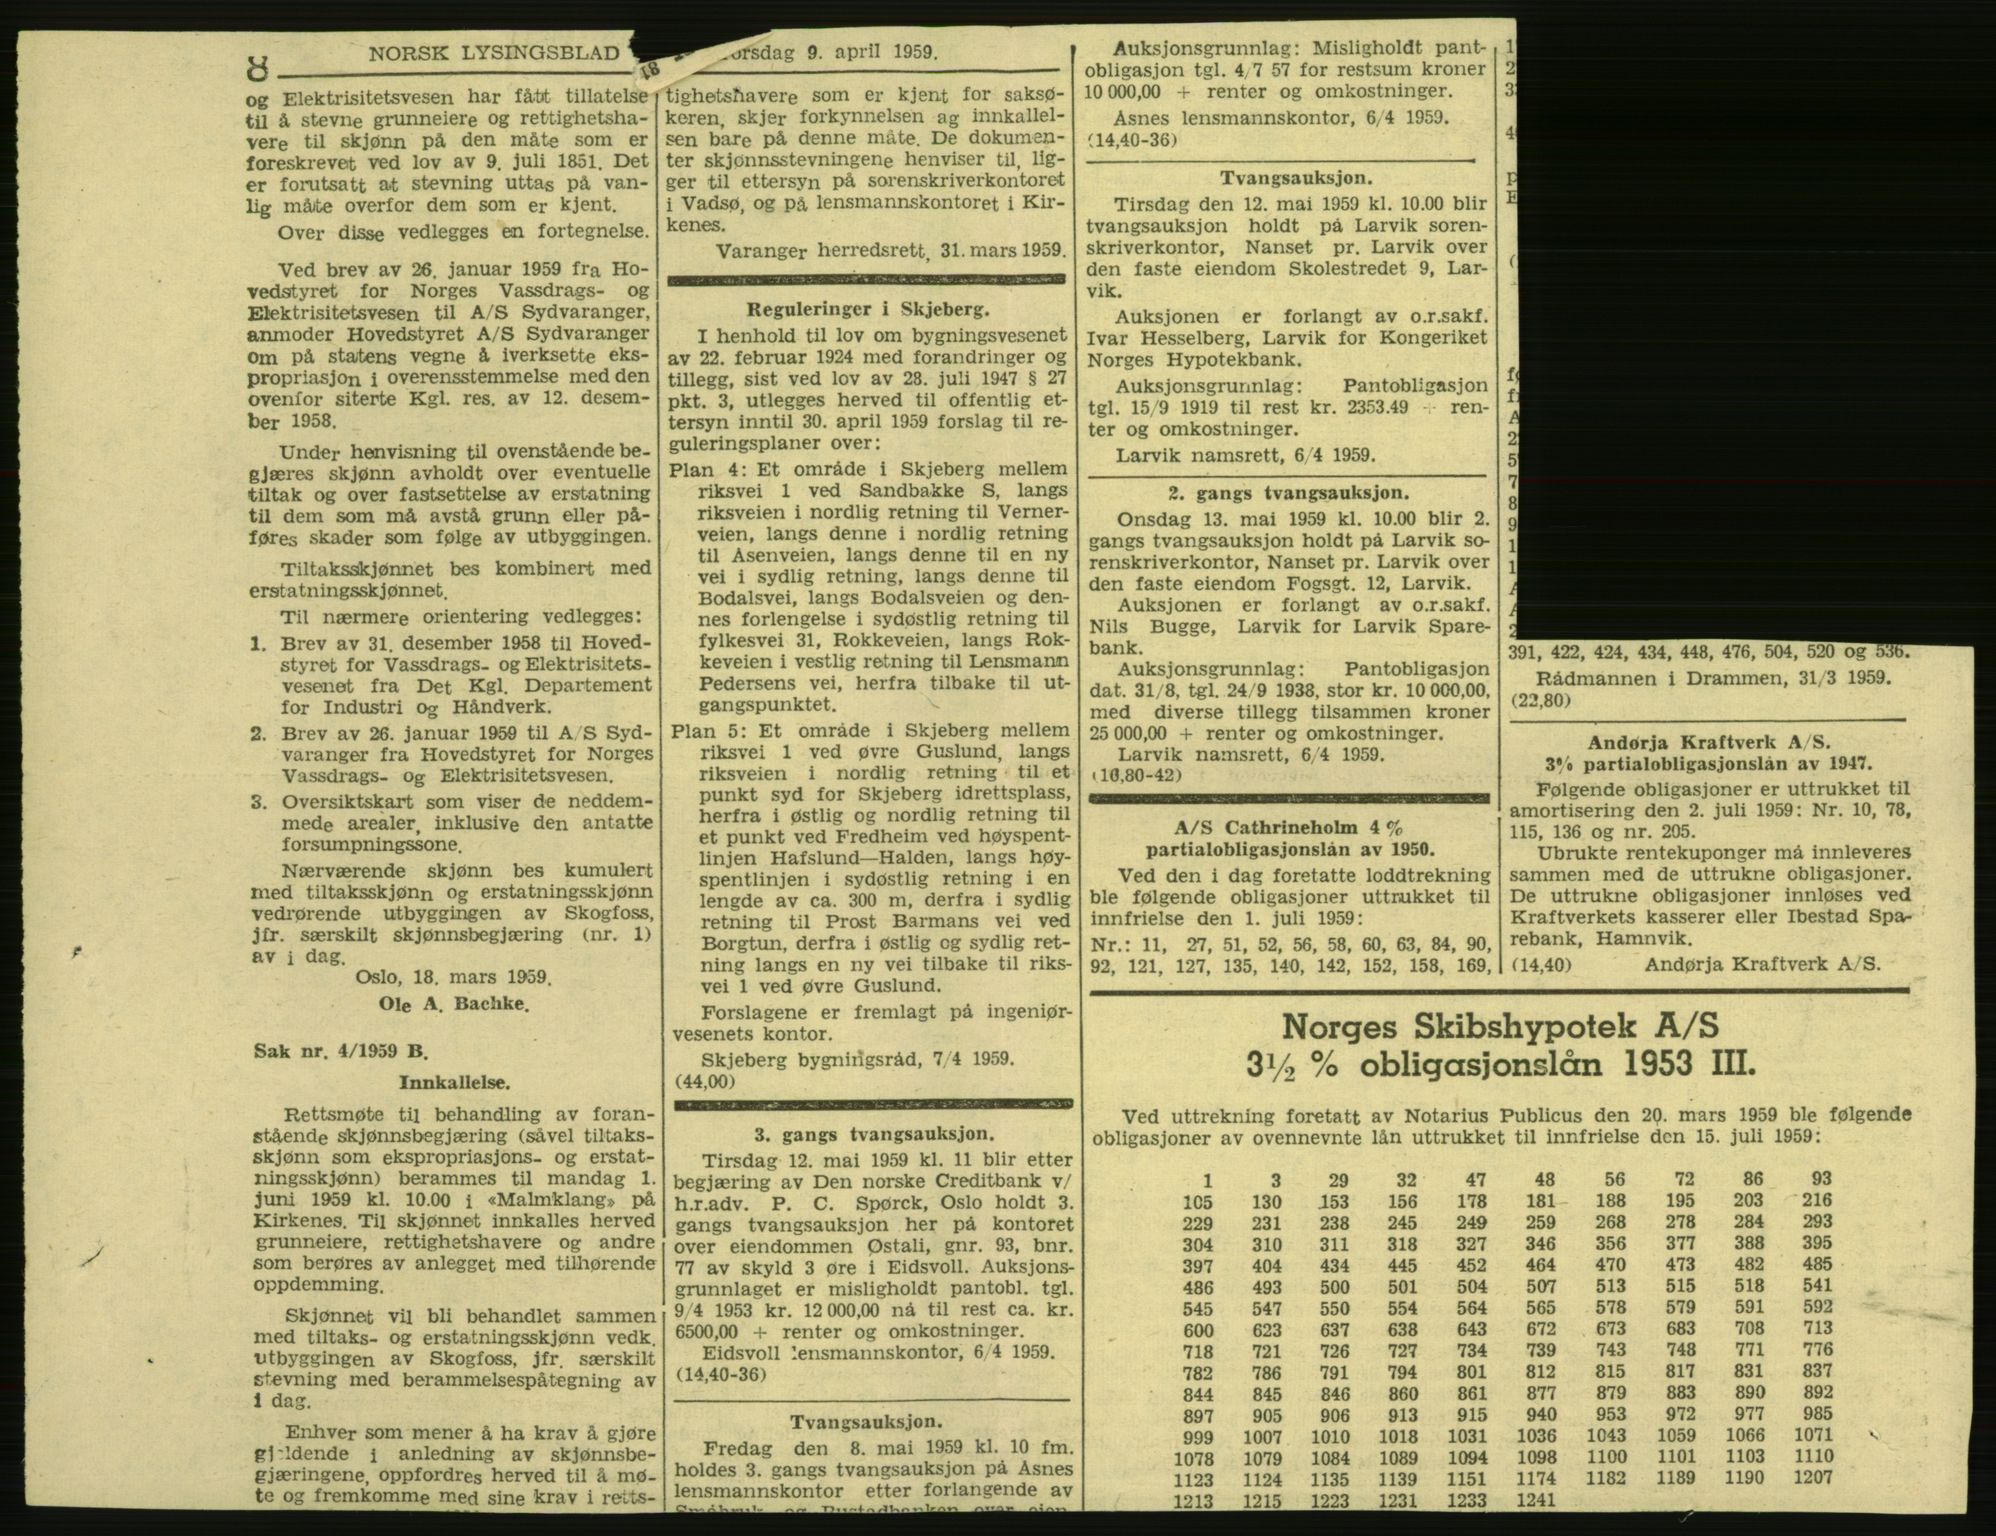 8
NORSK LYSINGSBLAD
orsdag 9. april 1959.
og Elektrisitetsvesen har fått tillatelse
til å stevne grunneiere og rettighetsha-
vere til skjønn på den måte som er
foreskrevet ved lov av 9. juli 1851. Det
er forutsatt at stevning uttas på van-
lig måte overfor dem som er kjent.
Over disse vedlegges en fortegnelse.
Ved brev av 26. januar 1959 fra Ho-
vedstyret for Norges Vassdrags- og
Elektrisitetsvesen til A/S Sydvaranger,
anmoder Hovedstyret A/S Sydvaranger
om på statens vegne å iverksette eks-
propriasjon i overensstemmelse med den
ovenfor siterte Kgl. res. av 12. desem-
ber 1958.
Under henvisning til ovenstående be-
gjæres skjønn avholdt over eventuelle
tiltak og over fastsettelse av erstatning
til dem som må avstå grunn eller på-
føres skader som følge av utbyggingen.
Tiltaksskjønnet bes kombinert med
erstatningsskjønnet.
Til nærmere orientering vedlegges:
1. Brev av 31. desember 1958 til Hoved-
styret for Vassdrags- og Elektrisitets-
vesenet fra Det Kgl. Departement
for Industri og Håndverk.
2. Brev av 26. januar 1959 til A/S Syd-
varanger fra Hovedstyret for Norges
Vassdrags- og Elektrisitetsvesen.
3. Oversiktskart som viser de neddem-
mede arealer, inklusive den antatte
forsumpningssone.
Nærværende skjønn bes kumulert
med tiltaksskjønn og erstatningsskjønn
vedrørende utbyggingen av Skogfoss,
jfr. særskilt skjønnsbegjæring (nr. 1)
av i dag.
Oslo, 18. mars 1959.
Ole A. Bachke.
Sak nr. 4/1959 B.
Innkallelse.
Rettsmøte til behandling av foran-
stående skjønnsbegjæring (såvel tiltaks-
skjønn som ekspropriasjons- og erstat-
ningsskjønn) berammes til mandag 1.
juni 1959 kl. 10.00 i «Malmklang» på
Kirkenes. Til skjønnet innkalles herved
grunneiere, rettighetshavere og andre
som berøres av anlegget med tilhørende
oppdemming.
Skjønnet vil bli behandlet sammen
med tiltaks- og erstatningsskjønn vedk.
utbyggingen av Skogfoss, jfr. særskilt
stevning med berammelsespåtegning av
i dag.
Enhver som mener å ha krav å gjøre
gjeldende i anledning av skjønnsbe-
gjæringene, oppfordres herved til å mø-
te og fremkomme med sine krav i retts-
tighetshavere som er kjent for saksø-
keren, skjer forkynnelsen ag innkallel-
sen bare på denne måte. De dokumen-
ter skjønnsstevningene henviser til, lig-
ger til ettersyn på sorenskriverkontoret
i Vadsø, og på lensmannskontoret i Kir-
kenes.
Varanger herredsrett, 31. mars 1959.
Reguleringer i Skjeberg.
I henhold til lov om bygningsvesenet
av 22. februar 1924 med forandringer og
tillegg, sist ved lov av 28. juli 1947 § 27
pkt. 3, utlegges herved til offentlig et-
tersyn inntil 30. april 1959 forslag til re-
guleringsplaner over:
Plan 4: Et område i Skjeberg mellem
riksvei 1 ved Sandbakke S, langs
riksveien i nordlig retning til Verner-
veien, langs denne i nordlig retning
til Åsenveien, langs denne til en ny
vei i sydlig retning, langs denne til
Bodalsvei, langs Bodalsveien og den-
nes forlengelse i sydøstlig retning til
fylkesvei 31, Rokkeveien, langs Rok-
keveien i vestlig retning til Lensmann
Pedersens vei, herfra tilbake til ut-
gangspunktet.
Plan 5: Et område i Skjeberg mellem
riksvei 1 ved øvre Guslund, langs
riksveien i nordlig retning til et
punkt syd for Skjeberg idrettsplass,
herfra i østlig og nordlig retning til
et punkt ved Fredheim ved høyspent-
linjen Hafslund—Halden, langs høy-
spentlinjen i sydøstlig retning i en
lengde av ca. 300 m, derfra i sydlig
retning til Prost Barmans vei ved
Borgtun, derfra i østlig og sydlig ret-
ning langs en ny vei tilbake til riks-
vei 1 ved øvre Guslund.
Forslagene er fremlagt på ingeniør-
vesenets kontor.
Skjeberg bygningsråd, 7/4 1959.
(44,00)
3. gangs tvangsauksjon.
Tirsdag 12. mai 1959 kl. 11 blir etter
begjæring av Den norske Creditbank v/
h.r.adv. P. C. Spørck, Oslo holdt 3.
gangs tvangsauksjon her på kontoret
over eiendommen Østali, gnr. 93, bnr.
77 av skyld 3 øre i Eidsvoll. Auksjons-
grunnlaget er misligholdt pantobl. tgl.
9/4 1953 kr. 12 000,00 nå til rest ca. kr.
6500,00 + renter og omkostninger.
Eidsvoll lensmannskontor, 6/4 1959.
(14,40-36)
Tvangsauksjon.
Fredag den 8. mai 1959 kl. 10 fm.
holdes 3. gangs tvangsauksjon på Åsnes
lensmannskontor etter forlangende av
Småbruk- og Bustadbanken over eien-
Auksjonsgrunnlag: Misligholdt pant-
obligasjon tgl. 4/7 57 for restsum kroner
10 000,00 + renter og omkostninger.
Åsnes lensmannskontor, 6/4 1959.
(14,40-36)
Tvangsauksjon.
Tirsdag den 12. mai 1959 kl. 10.00 blir
tvangsauksjon holdt på Larvik soren-
skriverkontor, Nanset pr. Larvik over
den faste eiendom Skolestredet 9, Lar-
vik.
Auksjonen er forlangt av o.r.sakf.
Ivar Hesselberg, Larvik for Kongeriket
Norges Hypotekbank.
Auksjonsgrunnlag: Pantobligasjon
tgl. 15/9 1919 til rest kr. 2353.49 + ren-
ter og omkostninger.
Larvik namsrett, 6/4 1959.
2. gangs tvangsauksjon.
Onsdag 13. mai 1959 kl. 10.00 blir 2.
gangs tvangsauksjon holdt på Larvik so-
renskriverkontor, Nanset pr. Larvik over
den faste eiendom Fogsgt. 12, Larvik.
Auksjonen er forlangt av o.r.sakf.
Nils Bugge, Larvik for Larvik Spare-
bank.
Auksjonsgrunnlag: Pantobligasjon
dat. 31/8, tgl. 24/9 1938, stor kr. 10 000,00,
med diverse tillegg tilsammen kroner
25 000,00 + renter og omkostninger.
Larvik namsrett, 6/4 1959.
(16,80-42)
A/S Cathrineholm 4 %
partialobligasjonslån av 1950.
Ved den i dag foretatte loddtrekning
ble følgende obligasjoner uttrukket til
innfrielse den 1. juli 1959:
Nr.: 11, 27, 51, 52, 56, 58, 60, 63, 84, 90,
92, 121, 127, 135, 140, 142, 152, 158, 169,
391, 422, 424, 434, 448, 476, 504, 520 og 536.
Rådmannen i Drammen, 31/3 1959.
(22,80)
Andørja Kraftverk A/S.
3% partialobligasjonslån av 1947.
Følgende obligasjoner er uttrukket til
amortisering den 2. juli 1959: Nr. 10, 78,
115, 136 og nr. 205.
Ubrukte rentekuponger må innleveres
sammen med de uttrukne obligasjoner.
De uttrukne obligasjoner innløses ved
Kraftverkets kasserer eller Ibestad Spa-
rebank, Hamnvik.
(14,40) Andørja Kraftverk A/S.
Norges Skibshypotek A/S
3½ % obligasjonslån 1953 III.
Ved uttrekning foretatt av Notarius Publicus den 20. mars 1959 ble følgende
obligasjoner av ovennevnte lån uttrukket til innfrielse den 15. juli 1959:
1 3 29 32 47 48 56 72 86 93
105 130 153 156 178 181 188 195 203 216
229 231 238 245 249 259 268 278 284 293
304 310 311 318 327 346 356 377 388 395
397 404 434 445 452 464 470 473 482 485
486 493 500 501 504 507 513 515 518 541
545 547 550 554 564 565 578 579 591 592
600 623 637 638 643 672 673 683 708 713
718 721 726 727 734 739 743 748 771 776
782 786 791 794 801 812 815 817 831 837
844 845 846 860 861 877 879 883 890 892
897 905 906 913 915 940 953 972 977 985
999 1007 1010 1018 1031 1036 1043 1059 1066 1071
1078 1079 1084 1089 1094 1098 1100 1101 1103 1110
1123 1124 1135 1139 1151 1174 1182 1189 1190 1207
1213 1215 1223 1231 1233 1241